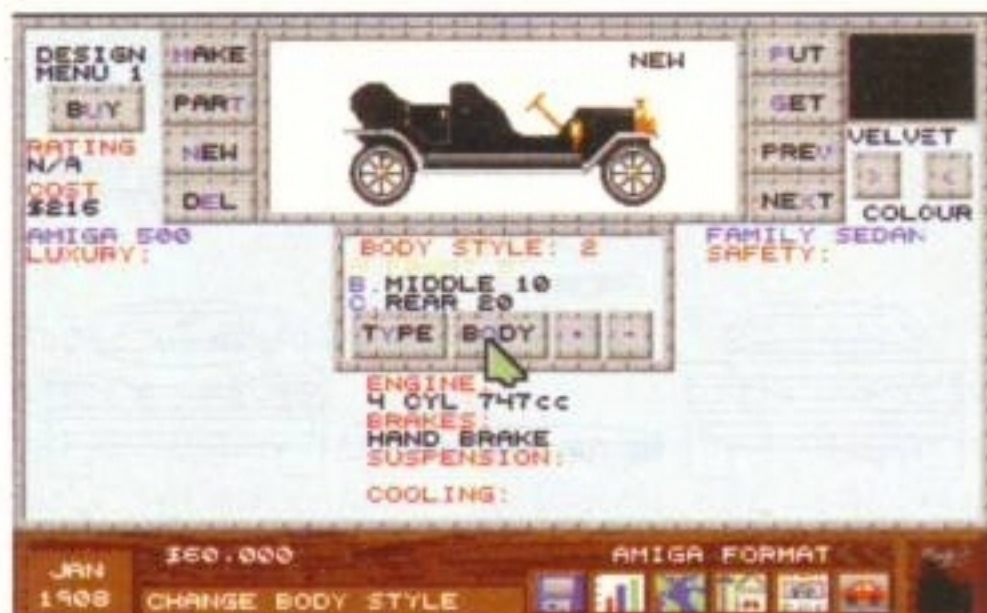 DESIGN
MENU 1
BUY
RATING
N/A
COST
$216
MAKE
PART
NEW
DEL
NEW
PUT
GET
PREV
NEXT
VELVET
> <
COLOUR
AMIGA 500
LUXURY:
BODY STYLE: 2
B.MIDDLE 10
C.REAR 20
TYPE BODY + -
FAMILY SEDAN
SAFETY:
ENGINE:
4 CYL 747cc
BRAKES:
HAND BRAKE
SUSPENSION:
COOLING:
JAN
1908
$60.000
AMIGA FORMAT
CHANGE BODY STYLE